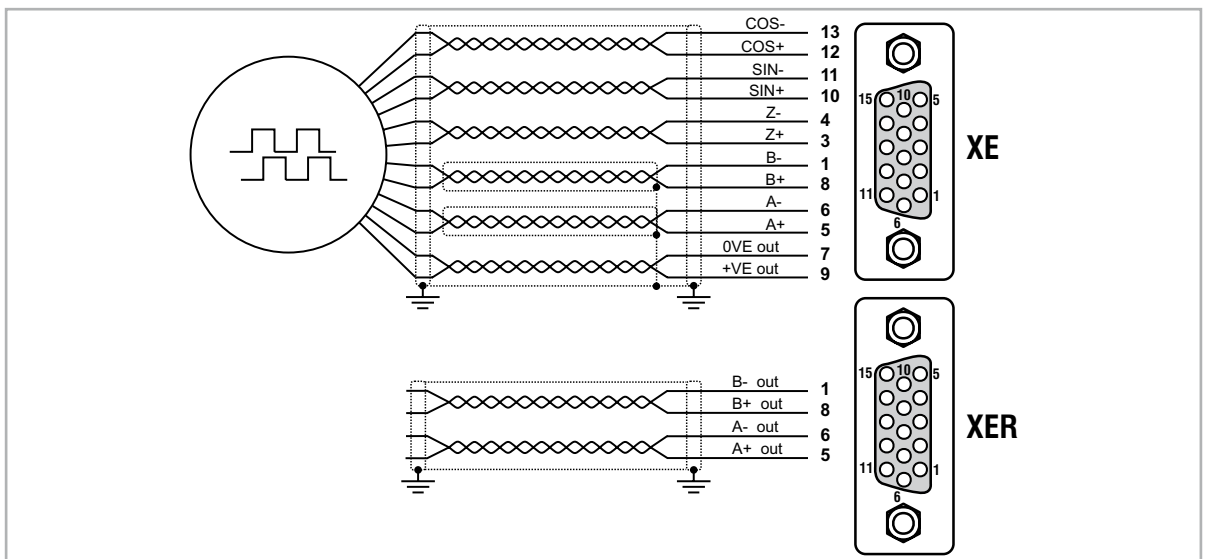 COS- 13
COS+ 12
SIN- 11
SIN+ 10
Z- 4
Z+ 3
B- 1
B+ 8
A- 6
A+ 5
0VE out 7
+VE out 9
15 10 5
11 1
6
XE
B- out 1
B+ out 8
A- out 6
A+ out 5
15 10 5
11 1
6
XER